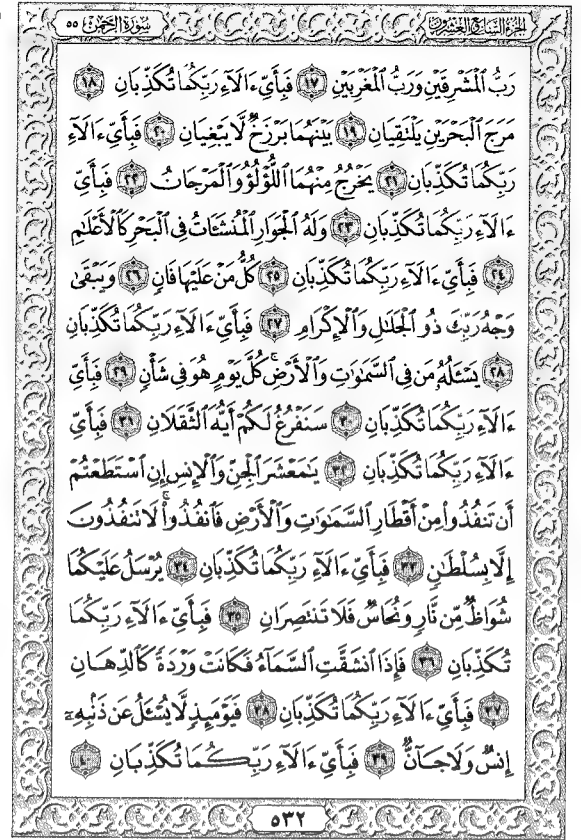 الجزء السابع والعشرون سورة الرحمن ٥٥
رَبُّ ٱلْمَشْرِقَيْنِ وَرَبُّ ٱلْمَغْرِبَيْنِ ١٧ فَبِأَيِّ ءَالَآءِ رَبِّكُمَا تُكَذِّبَانِ ١٨
مَرَجَ ٱلْبَحْرَيْنِ يَلْتَقِيَانِ ١٩ بَيْنَهُمَا بَرْزَخٌ لَّا يَبْغِيَانِ ٢٠ فَبِأَيِّ ءَالَآءِ
رَبِّكُمَا تُكَذِّبَانِ ٢١ يَخْرُجُ مِنْهُمَا ٱللُّؤْلُؤُ وَٱلْمَرْجَانُ ٢٢ فَبِأَيِّ
ءَالَآءِ رَبِّكُمَا تُكَذِّبَانِ ٢٣ وَلَهُ ٱلْجَوَارِ ٱلْمُنشَـَٔاتُ فِى ٱلْبَحْرِ كَٱلْأَعْلَٰمِ
٢٤ فَبِأَيِّ ءَالَآءِ رَبِّكُمَا تُكَذِّبَانِ ٢٥ كُلُّ مَنْ عَلَيْهَا فَانٍ ٢٦ وَيَبْقَىٰ
وَجْهُ رَبِّكَ ذُو ٱلْجَلَٰلِ وَٱلْإِكْرَامِ ٢٧ فَبِأَيِّ ءَالَآءِ رَبِّكُمَا تُكَذِّبَانِ
٢٨ يَسْـَٔلُهُۥ مَن فِى ٱلسَّمَٰوَٰتِ وَٱلْأَرْضِ ۚ كُلَّ يَوْمٍ هُوَ فِى شَأْنٍ ٢٩ فَبِأَيِّ
ءَالَآءِ رَبِّكُمَا تُكَذِّبَانِ ٣٠ سَنَفْرُغُ لَكُمْ أَيُّهَ ٱلثَّقَلَانِ ٣١ فَبِأَيِّ
ءَالَآءِ رَبِّكُمَا تُكَذِّبَانِ ٣٢ يَٰمَعْشَرَ ٱلْجِنِّ وَٱلْإِنسِ إِنِ ٱسْتَطَعْتُمْ
أَن تَنفُذُوا۟ مِنْ أَقْطَارِ ٱلسَّمَٰوَٰتِ وَٱلْأَرْضِ فَٱنفُذُوا۟ ۚ لَا تَنفُذُونَ
إِلَّا بِسُلْطَٰنٍ ٣٣ فَبِأَيِّ ءَالَآءِ رَبِّكُمَا تُكَذِّبَانِ ٣٤ يُرْسَلُ عَلَيْكُمَا
شُوَاظٌ مِّن نَّارٍ وَنُحَاسٌ فَلَا تَنتَصِرَانِ ٣٥ فَبِأَيِّ ءَالَآءِ رَبِّكُمَا
تُكَذِّبَانِ ٣٦ فَإِذَا ٱنشَقَّتِ ٱلسَّمَآءُ فَكَانَتْ وَرْدَةً كَٱلدِّهَانِ
٣٧ فَبِأَيِّ ءَالَآءِ رَبِّكُمَا تُكَذِّبَانِ ٣٨ فَيَوْمَئِذٍ لَّا يُسْـَٔلُ عَن ذَنۢبِهِۦٓ
إِنسٌ وَلَا جَآنٌّ ٣٩ فَبِأَيِّ ءَالَآءِ رَبِّكُمَا تُكَذِّبَانِ ٤٠
٥٣٢